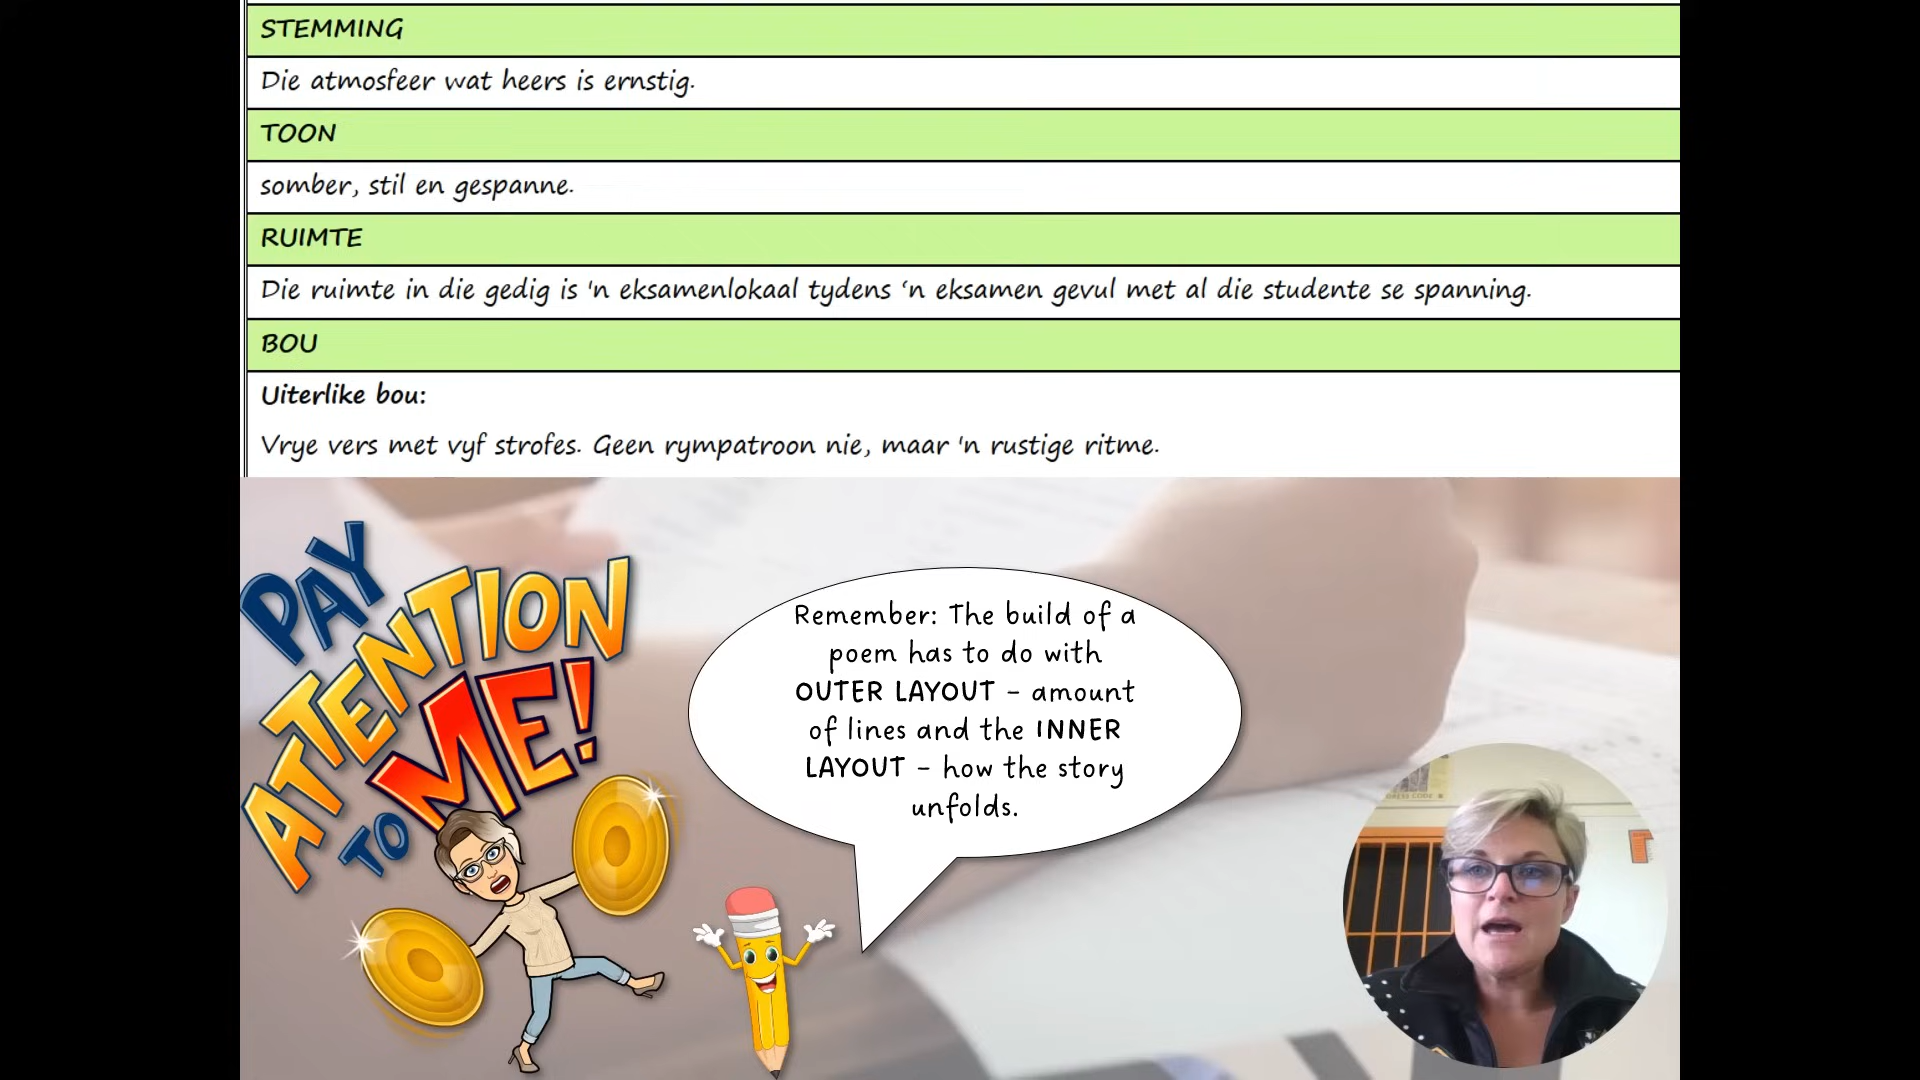 STEMMING
Die atmosfeer wat heers is ernstig.
TOON
somber, stil en gespanne.
RUIMTE
Die ruimte in die gedig is 'n eksamenlokaal tydens ‘n eksamen gevul met al die studente se spanning.
BOU
Uiterlike bou:
Vrye vers met vyf strofes. Geen rympatroon nie, maar 'n rustige ritme.
PAY
ATTENTION
TO ME!
Remember: The build of a
poem has to do with
OUTER LAYOUT - amount
of lines and the INNER
LAYOUT - how the story
unfolds.
DRESS CODE
T